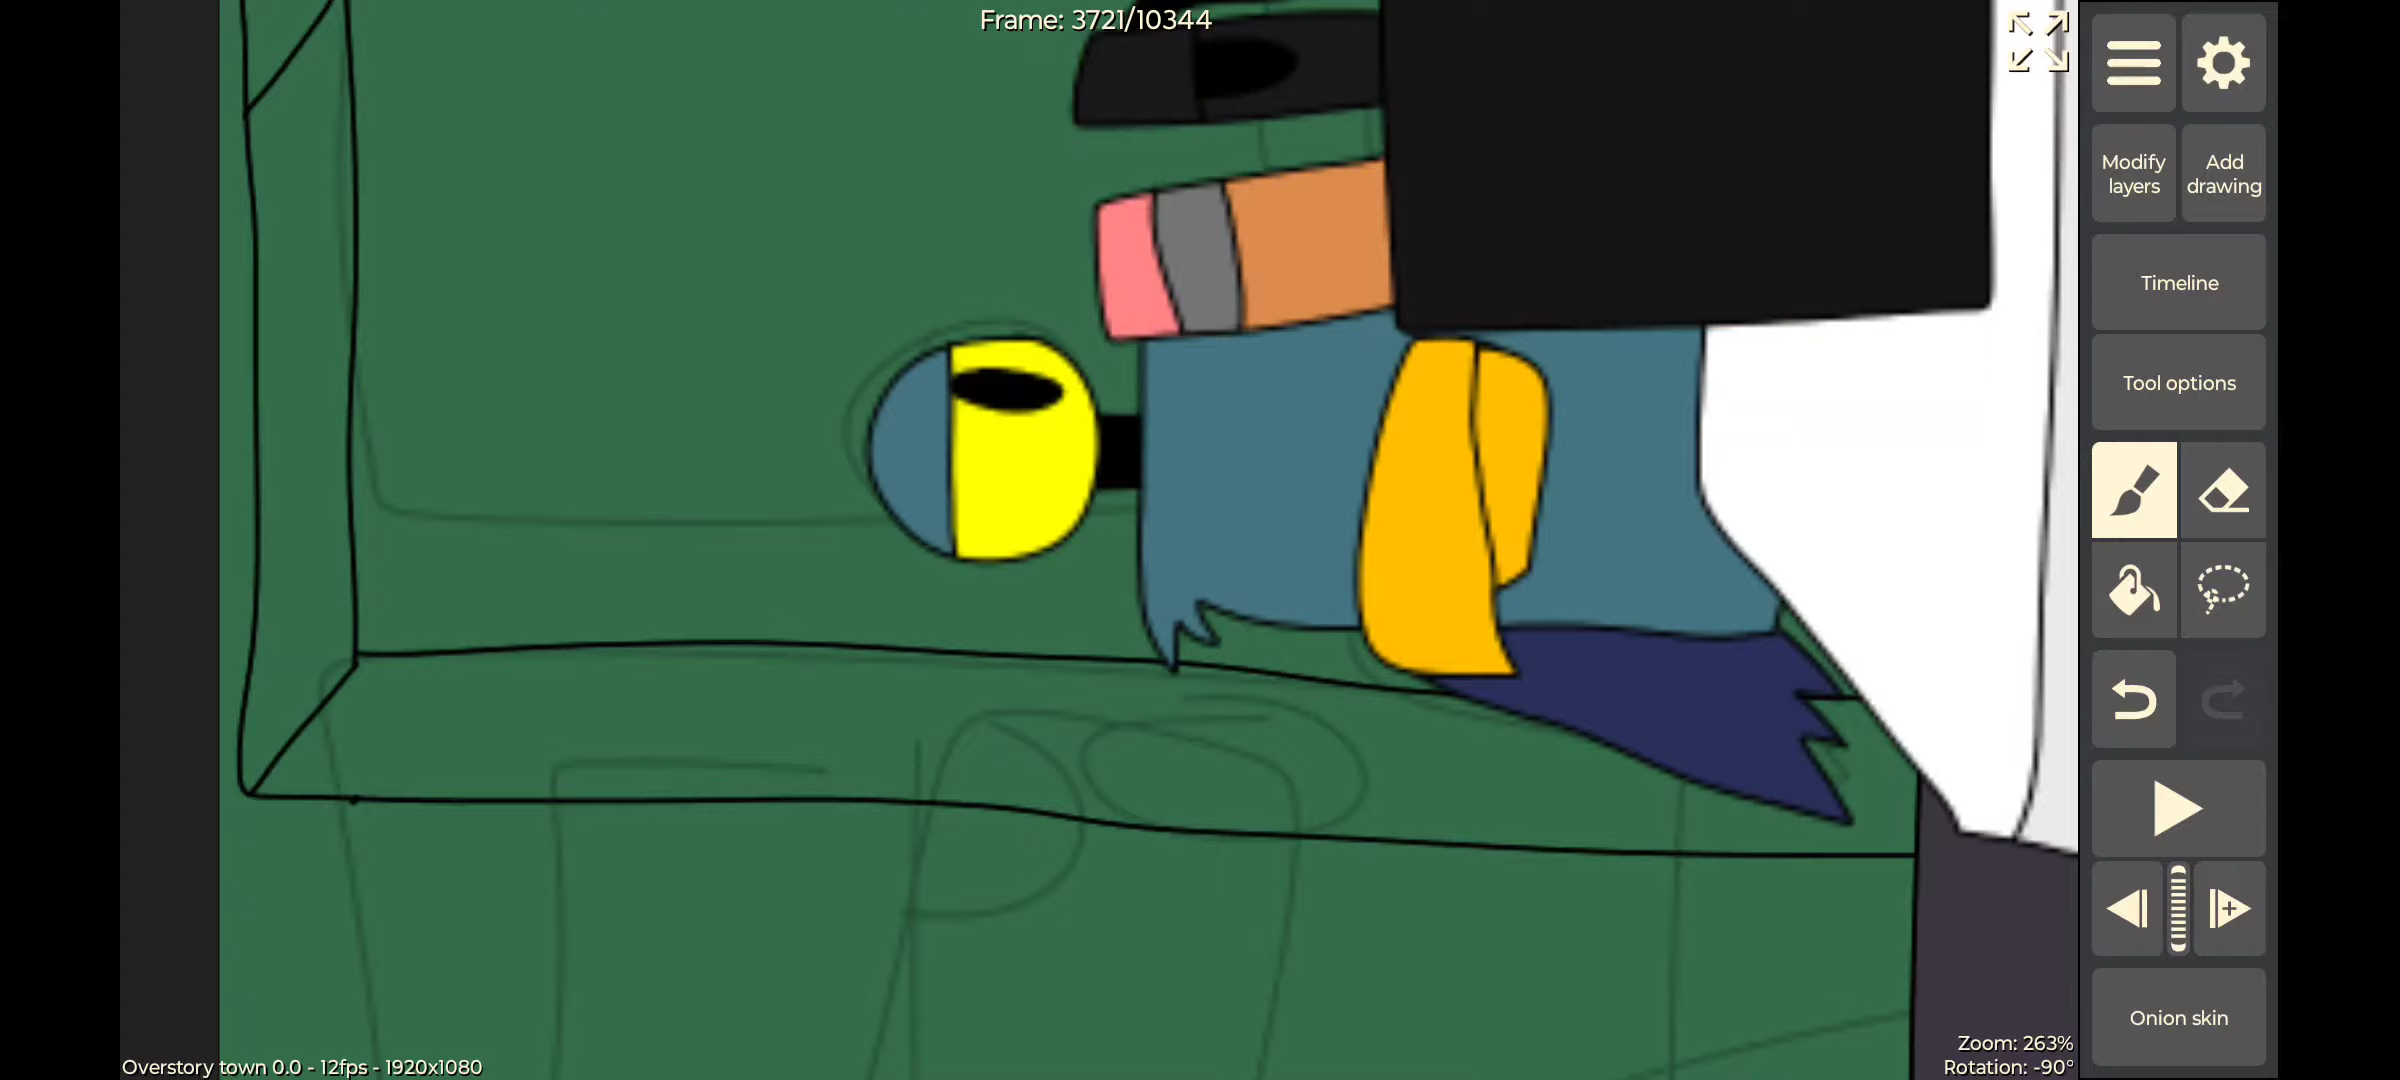 Frame: 3721/10344
Modify
layers
Add
drawing
Timeline
Tool options
Onion skin
Zoom: 263%
Rotation: -90°
Overstory town 0.0 - 12fps - 1920x1080